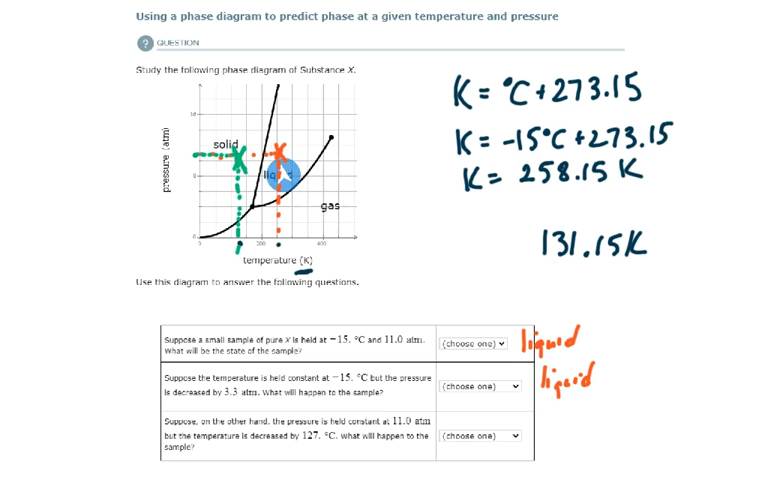 Using a phase diagram to predict phase at a given temperature and pressure
? QUESTION
Study the following phase diagram of Substance X.
K = °C + 273.15
K = -15°C + 273.15
K = 258.15 K
131.15K
16
solid
8
gas
0
0 200 400
pressure (atm)
temperature (K)
Use this diagram to answer the following questions.
Suppose a small sample of pure X is held at −15. °C and 11.0 atm.
What will be the state of the sample?
(choose one)
liquid
Suppose the temperature is held constant at −15. °C but the pressure
is decreased by 3.3 atm. What will happen to the sample?
(choose one)
liquid
Suppose, on the other hand, the pressure is held constant at 11.0 atm
but the temperature is decreased by 127. °C. What will happen to the
sample?
(choose one)